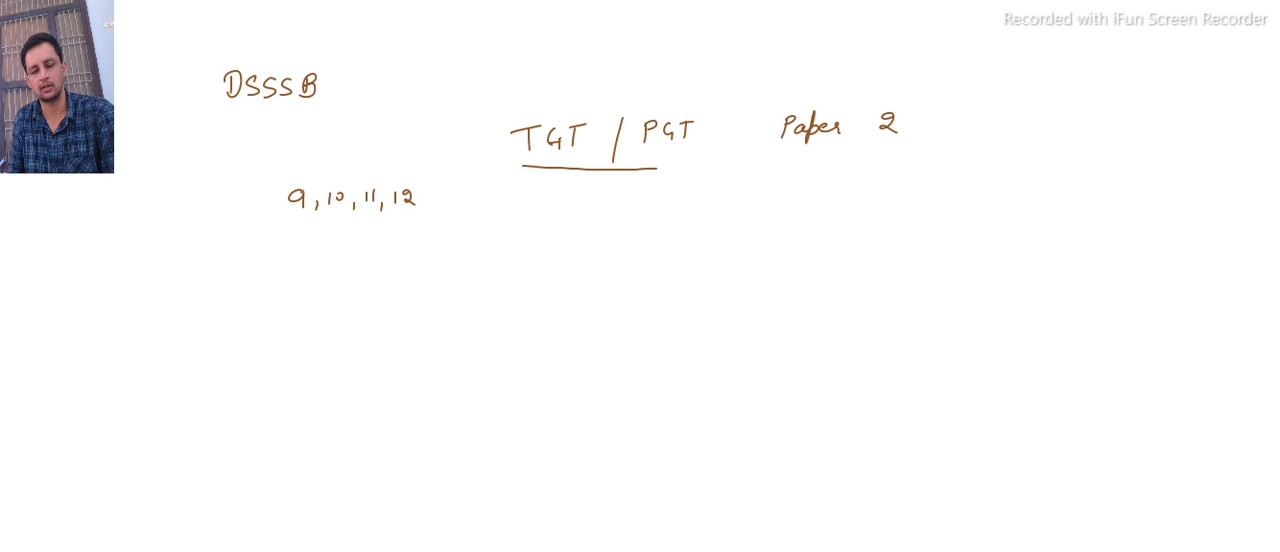 Recorded with iFun Screen Recorder
DSSSB
TGT / PGT Paper 2
9, 10, 11, 12